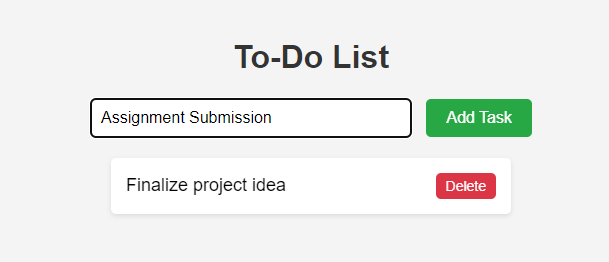 To-Do List
Assignment Submission Add Task
Finalize project idea Delete